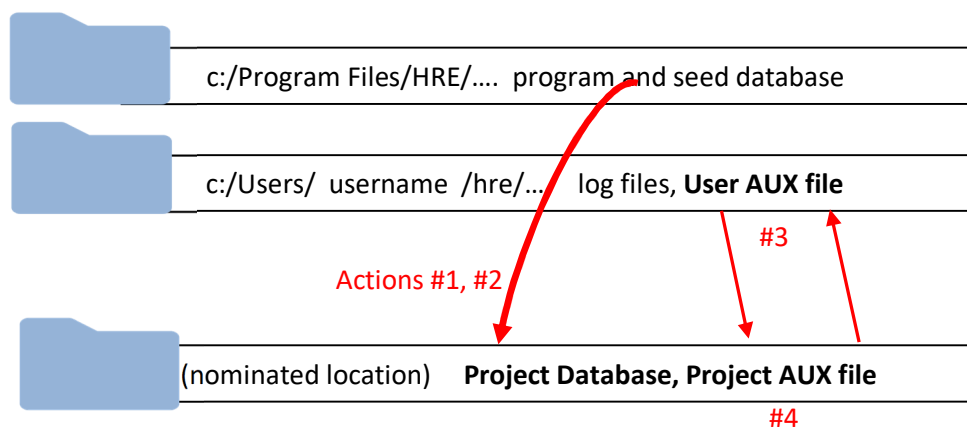 c:/Program Files/HRE/…. program and seed database
c:/Users/ username /hre/… log files, User AUX file
#3
Actions #1, #2
(nominated location) Project Database, Project AUX file
#4